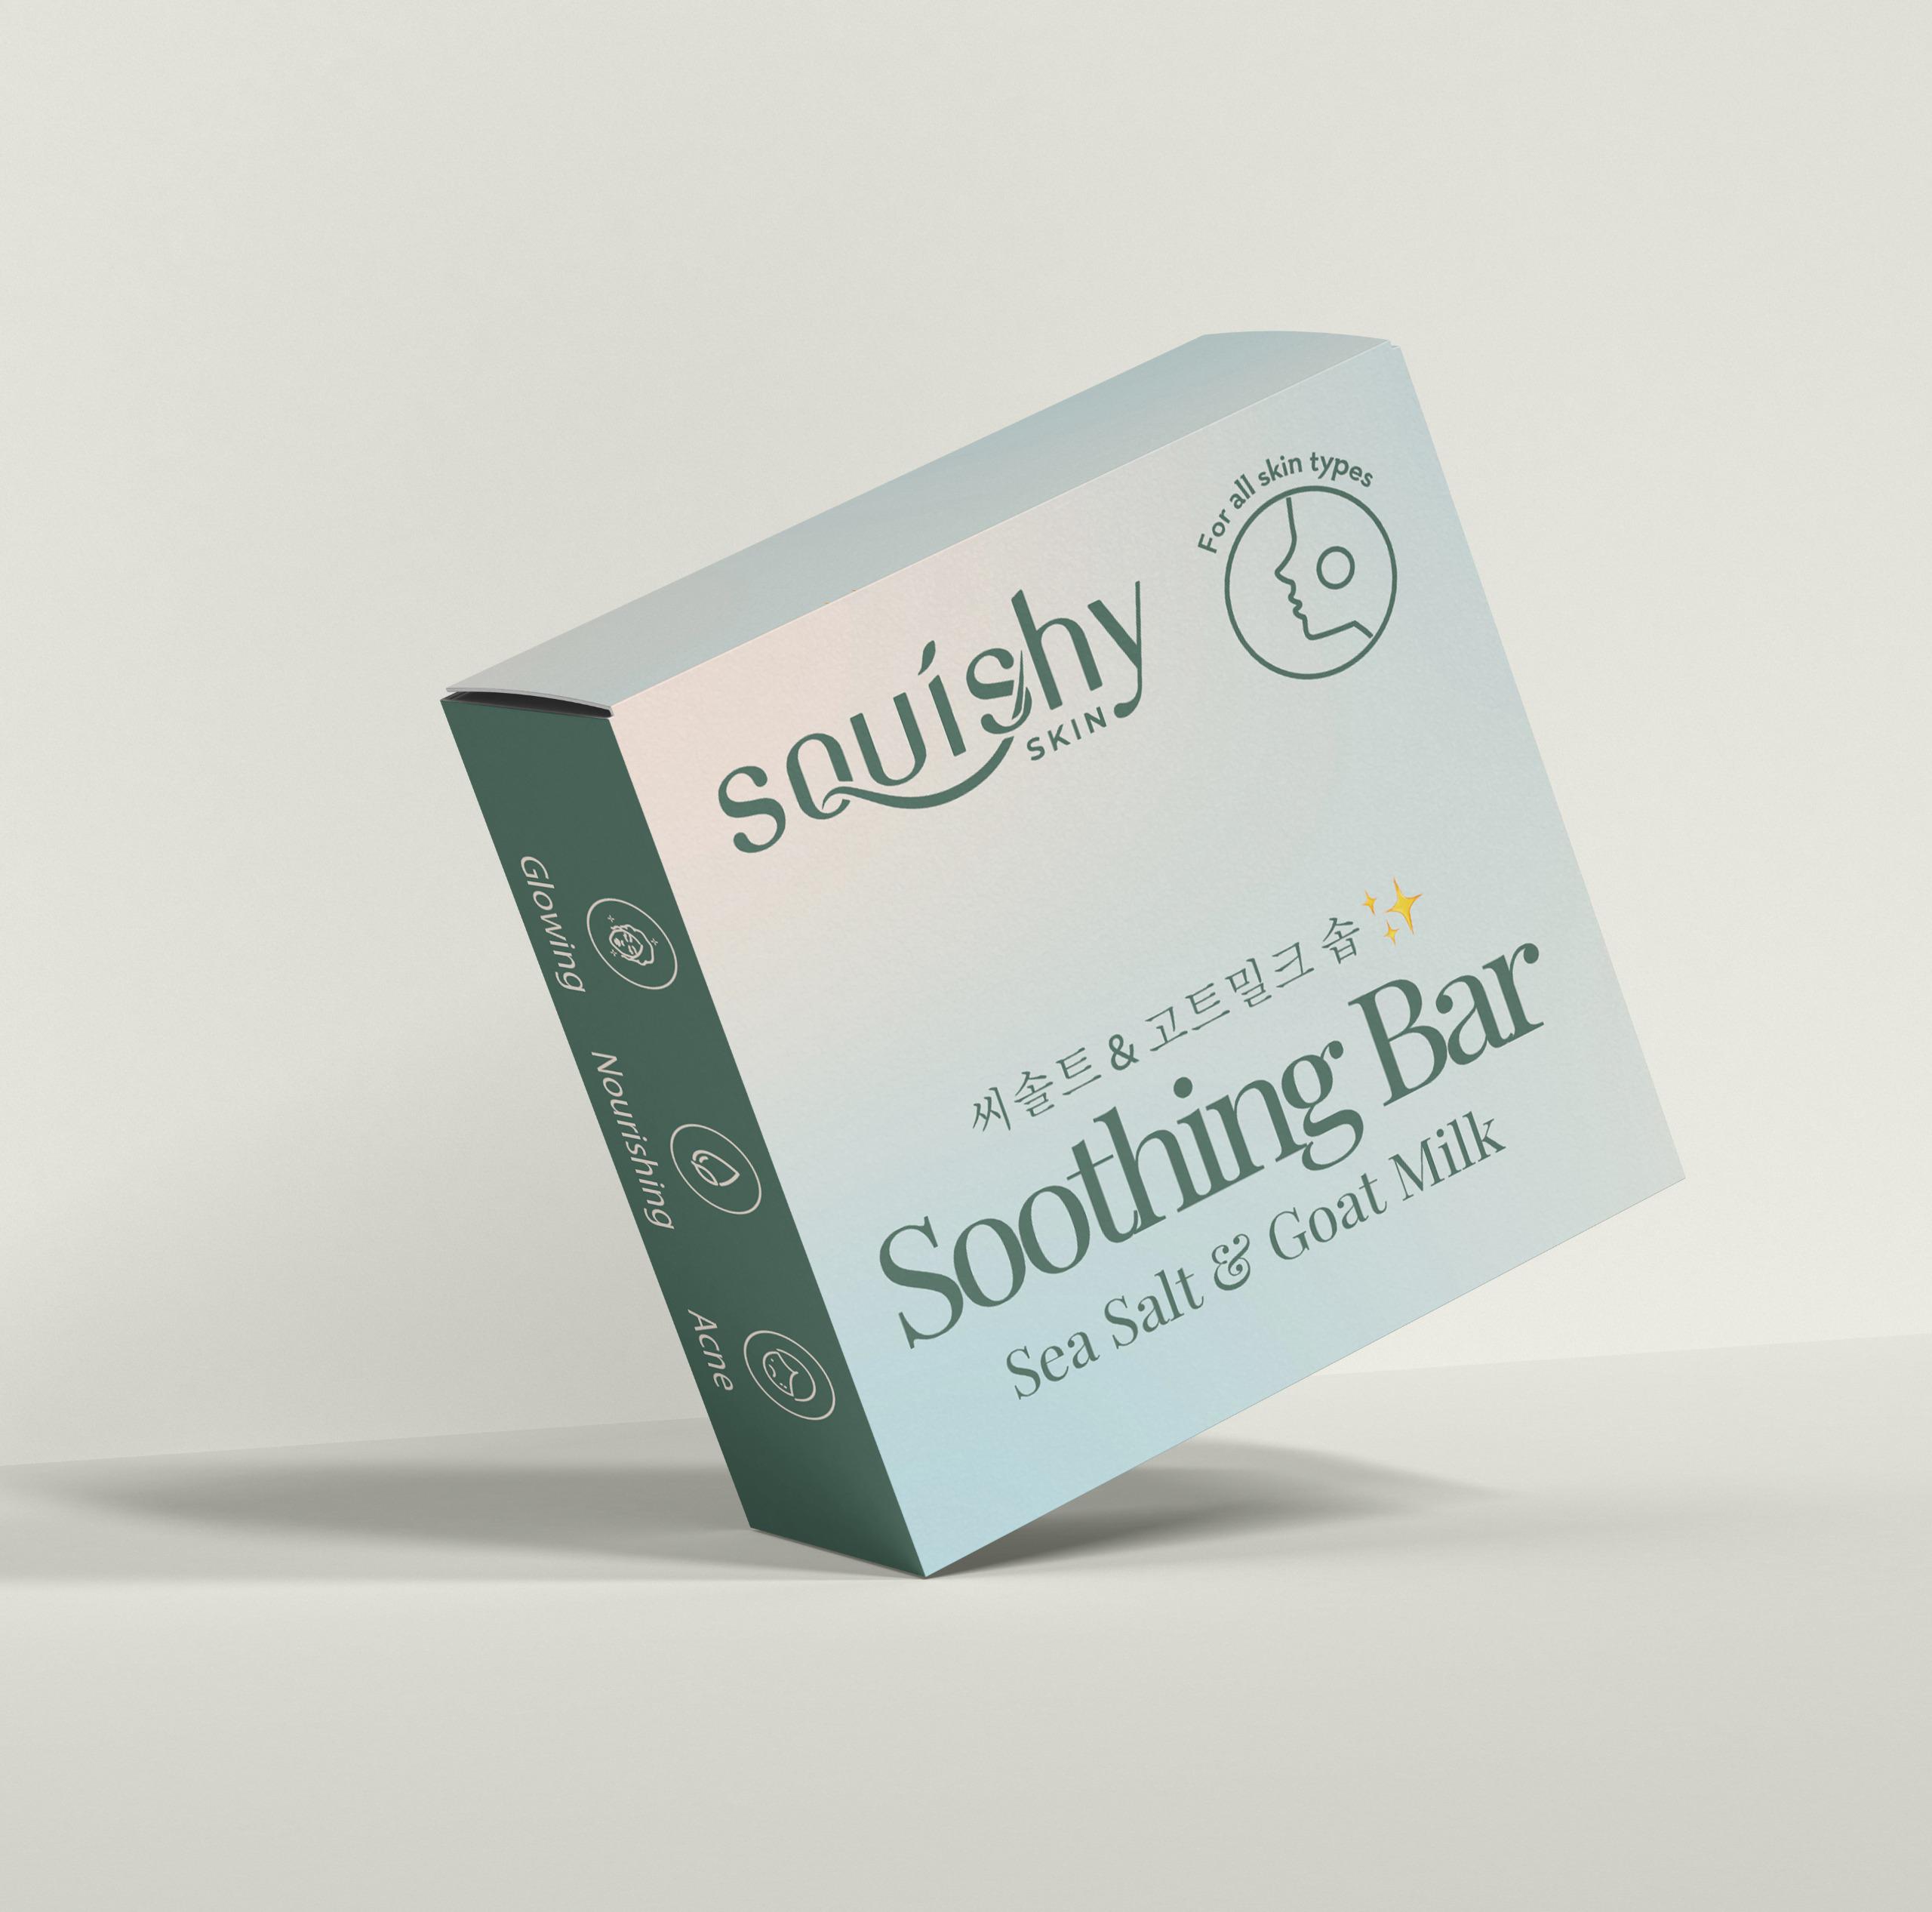 For all skin types
squishy
SKIN
씨솔트 & 고트밀크 솝✨
Soothing Bar
Sea Salt & Goat Milk
Glowing
Nourishing
Acne